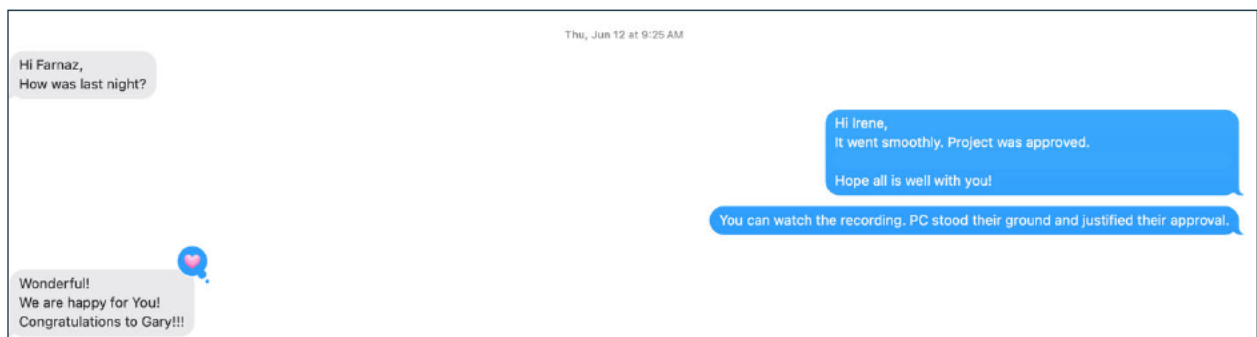 Thu, Jun 12 at 9:25 AM
Hi Farnaz,
How was last night?
Hi Irene,
It went smoothly. Project was approved.
Hope all is well with you!
You can watch the recording. PC stood their ground and justified their approval.
Wonderful!
We are happy for You!
Congratulations to Gary!!!